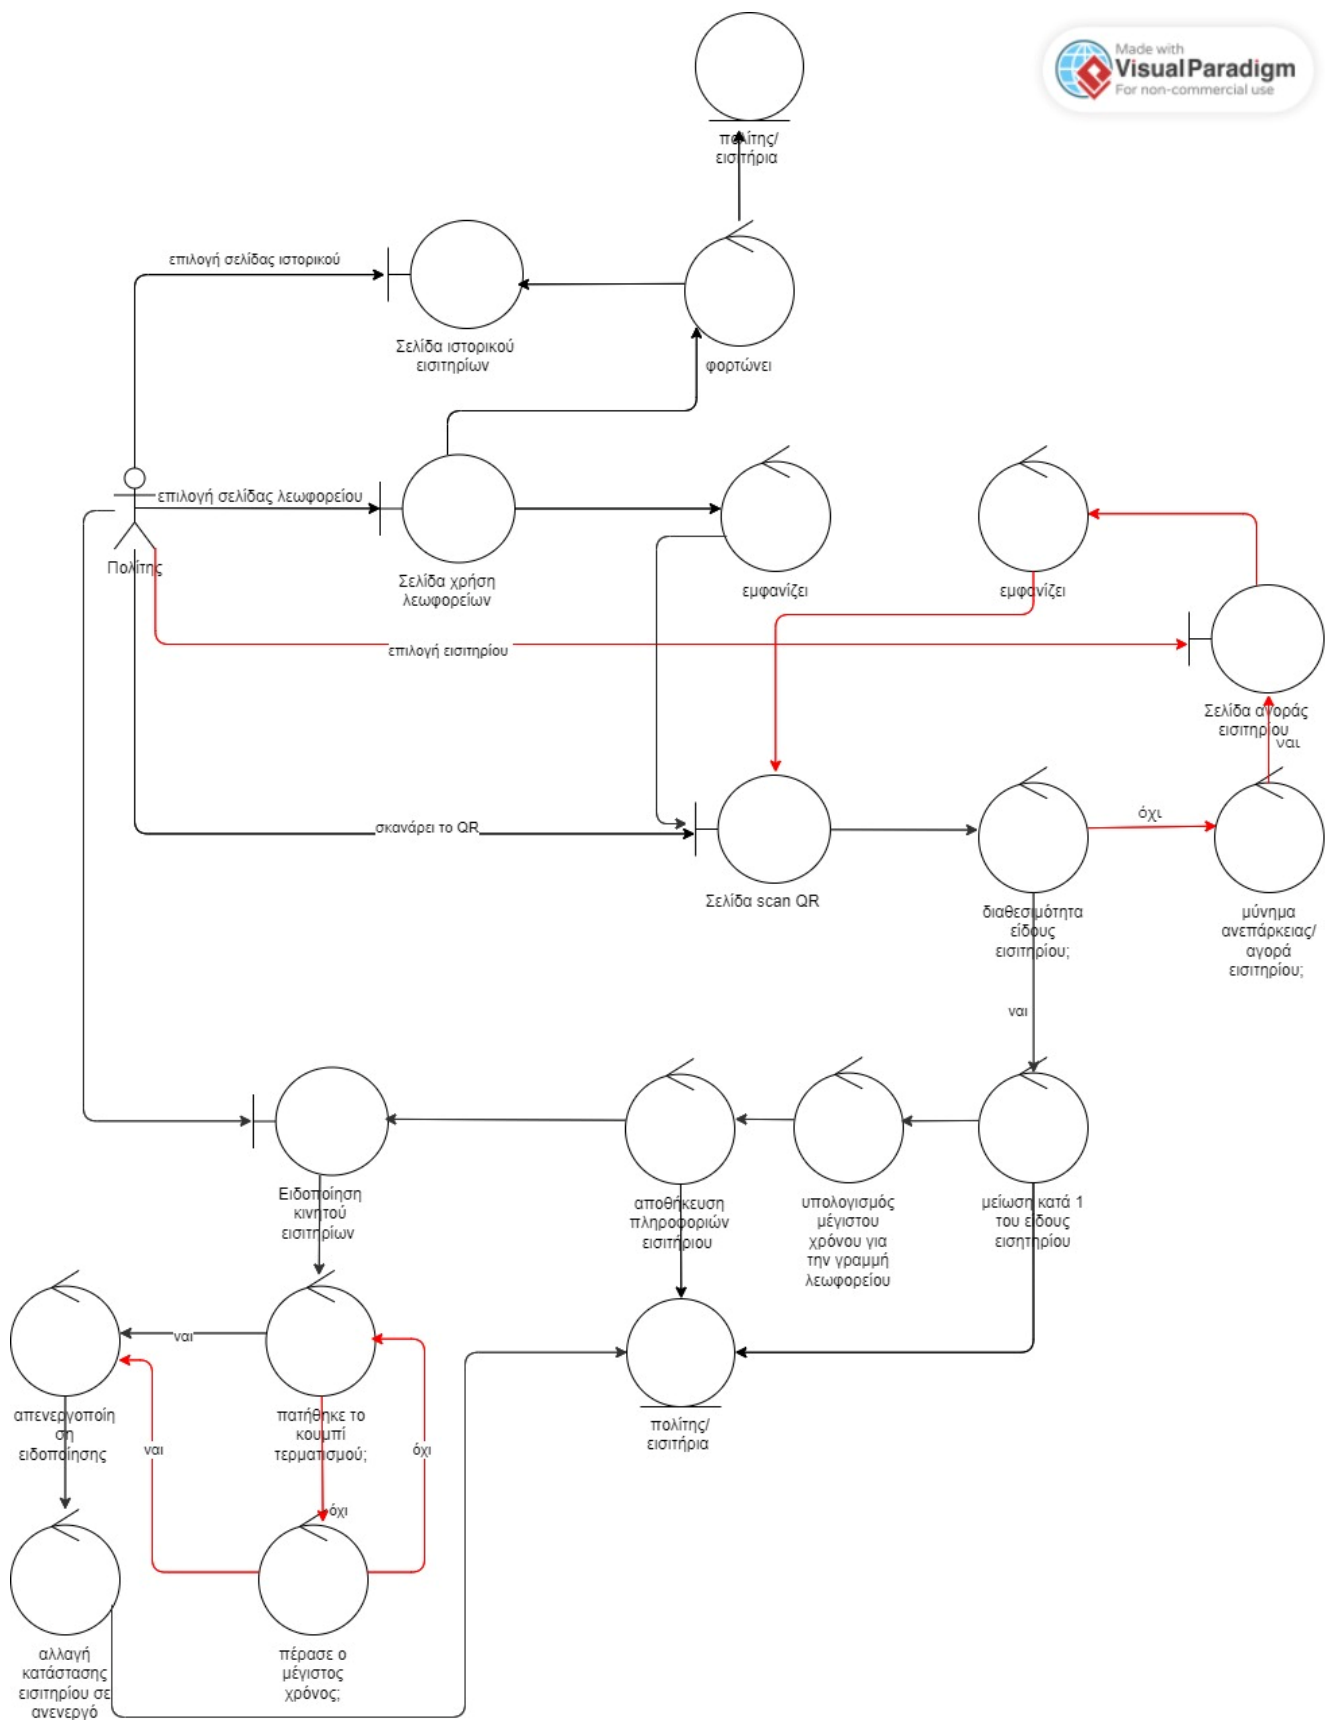 Made with
Visual Paradigm
For non-commercial use
πολίτης/
εισιτήρια
επιλογή σελίδας ιστορικού
Σελίδα ιστορικού
εισιτηρίων
φορτώνει
επιλογή σελίδας λεωφορείου
Πολίτης
Σελίδα χρήση
λεωφορείων
εμφανίζει
εμφανίζει
επιλογή εισιτηρίου
Σελίδα αγοράς
εισιτηρίου
ναι
σκανάρει το QR
όχι
Σελίδα scan QR
διαθεσιμότητα
είδους
εισιτηρίου;
μύνημα
ανεπάρκειας/
αγορά
εισιτηρίου;
ναι
Ειδοποίηση
κινητού
εισιτηρίων
αποθήκευση
πληροφοριών
εισιτήριου
υπολογισμός
μέγιστου
χρόνου για
την γραμμή
λεωφορείου
μείωση κατά 1
του είδους
εισητηρίου
ναι
απενεργοποίη
ση
ειδοποίησης
πατήθηκε το
κουμπί
τερματισμού;
πολίτης/
εισιτήρια
ναι
όχι
όχι
αλλαγή
κατάστασης
εισιτηρίου σε
ανενεργό
πέρασε ο
μέγιστος
χρόνος;